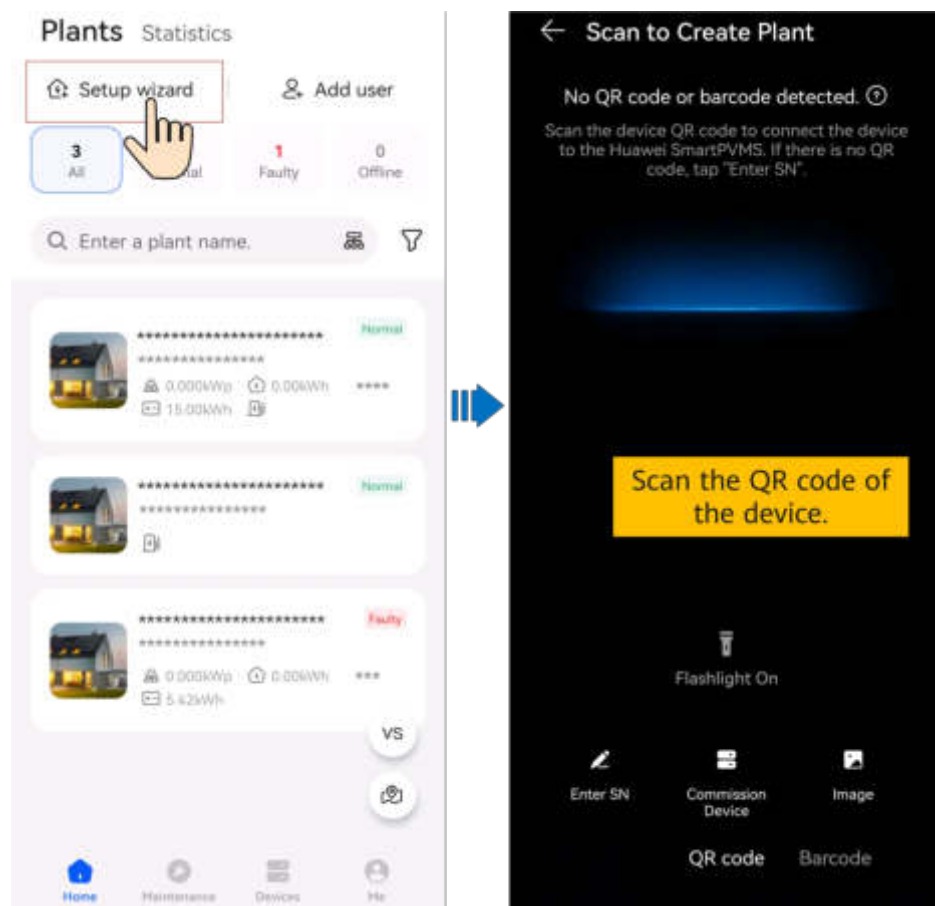 Plants Statistics
Setup wizard
Add user
3
All
1
Faulty
0
Offline
Enter a plant name.
**********************
Normal
***************
0.000kWp 0.00kWh ****
15.00kWh
**********************
Normal
***************
**********************
Faulty
***************
0.000kWp 0.00kWh ***
5.42kWh
VS
Home Maintenance Devices Me
Scan to Create Plant
No QR code or barcode detected.
Scan the device QR code to connect the device
to the Huawei SmartPVMS. If there is no QR
code, tap "Enter SN".
Scan the QR code of
the device.
Flashlight On
Enter SN
Commission
Device
Image
QR code Barcode